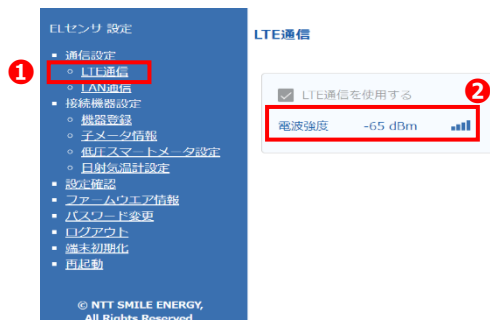 ELセンサ 設定
通信設定
LTE通信
LAN通信
接続機器設定
機器登録
子メータ情報
低圧スマートメータ設定
日射気温計設定
設定確認
ファームウエア情報
パスワード変更
ログアウト
端末初期化
再起動
© NTT SMILE ENERGY,
All Rights Reserved
1
LTE通信
LTE通信を使用する
2
電波強度 -65 dBm